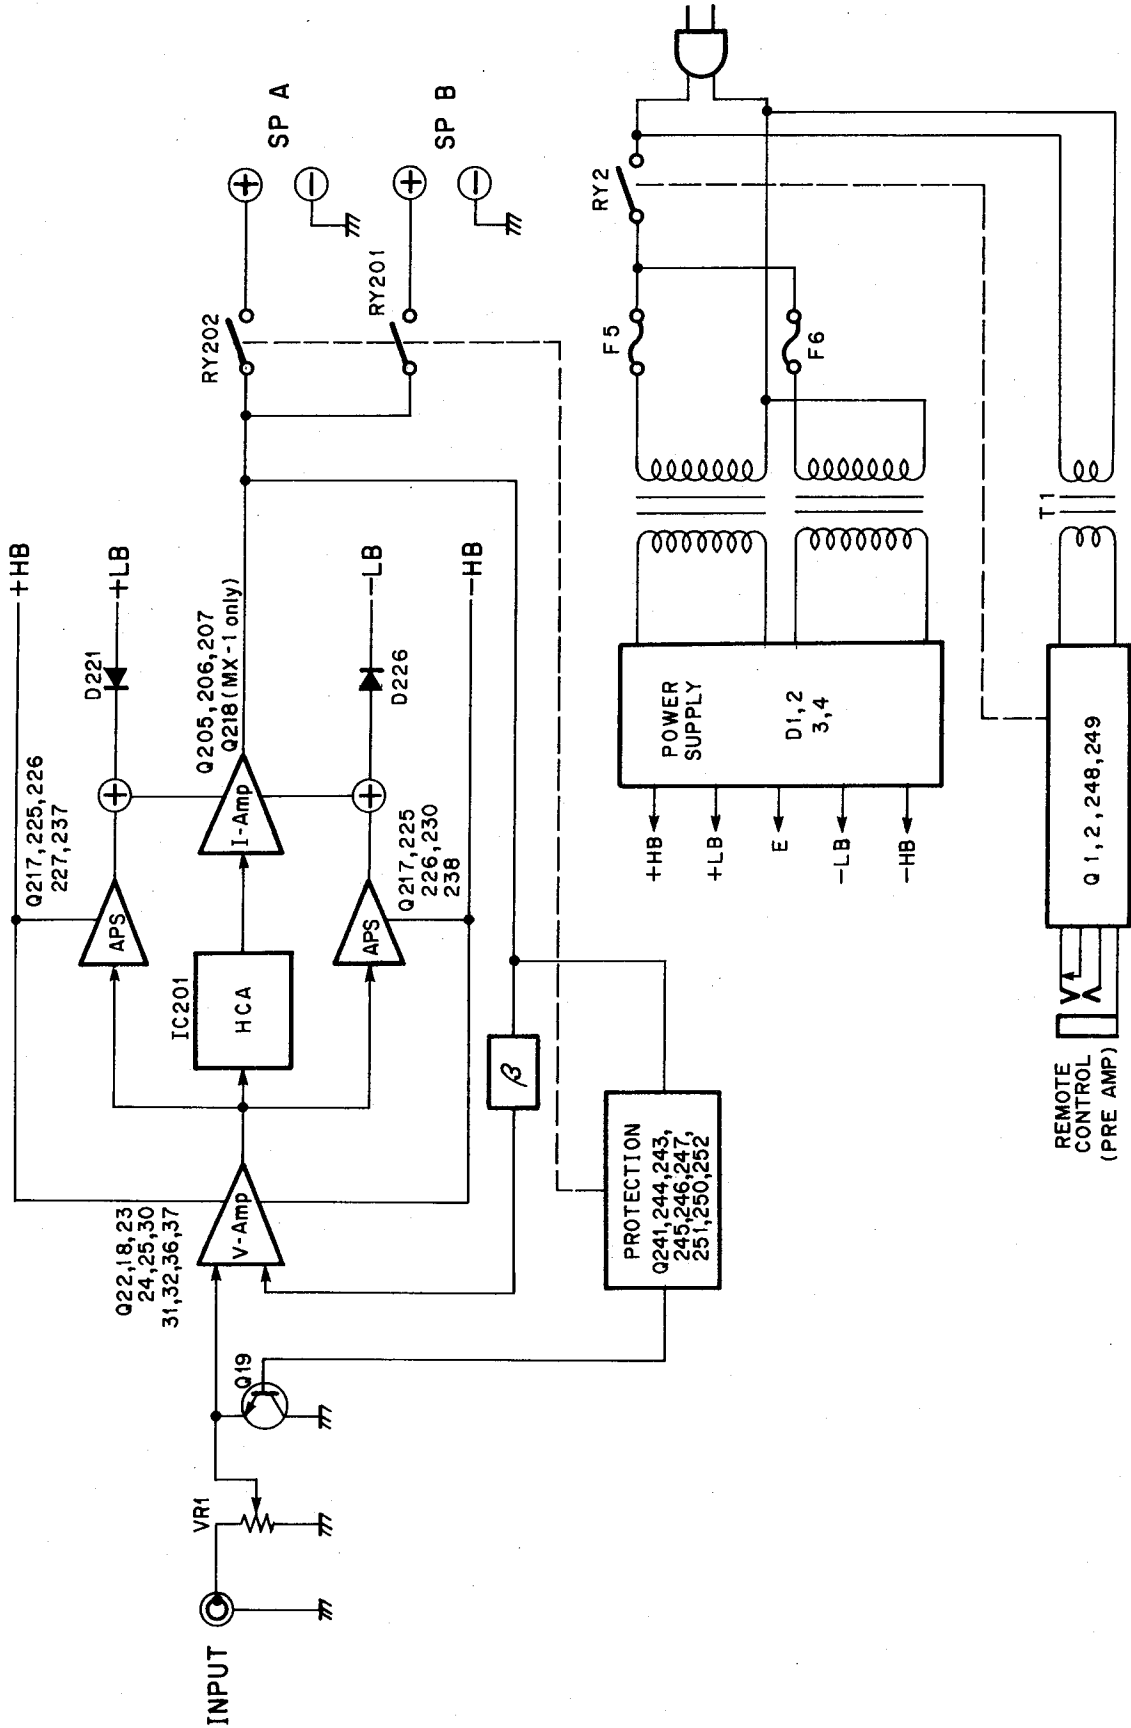 INPUT
VR1
Q19
Q22,18,23
24,25,30
31,32,36,37
V-Amp
IC201
HCA
APS
Q217,225,226
227,237
APS
Q217,225
226,230
238
I-Amp
Q205,206,207
Q218(MX-1 only)
D221
D226
+HB
+LB
-LB
-HB
β
PROTECTION
Q241,244,243,
245,246,247,
251,250,252
RY202
RY201
SP A
SP B
+HB
+LB
E
-LB
-HB
POWER
SUPPLY
D1,2
3,4
F5
F6
RY2
T1
Q1,2,248,249
REMOTE
CONTROL
(PRE AMP)